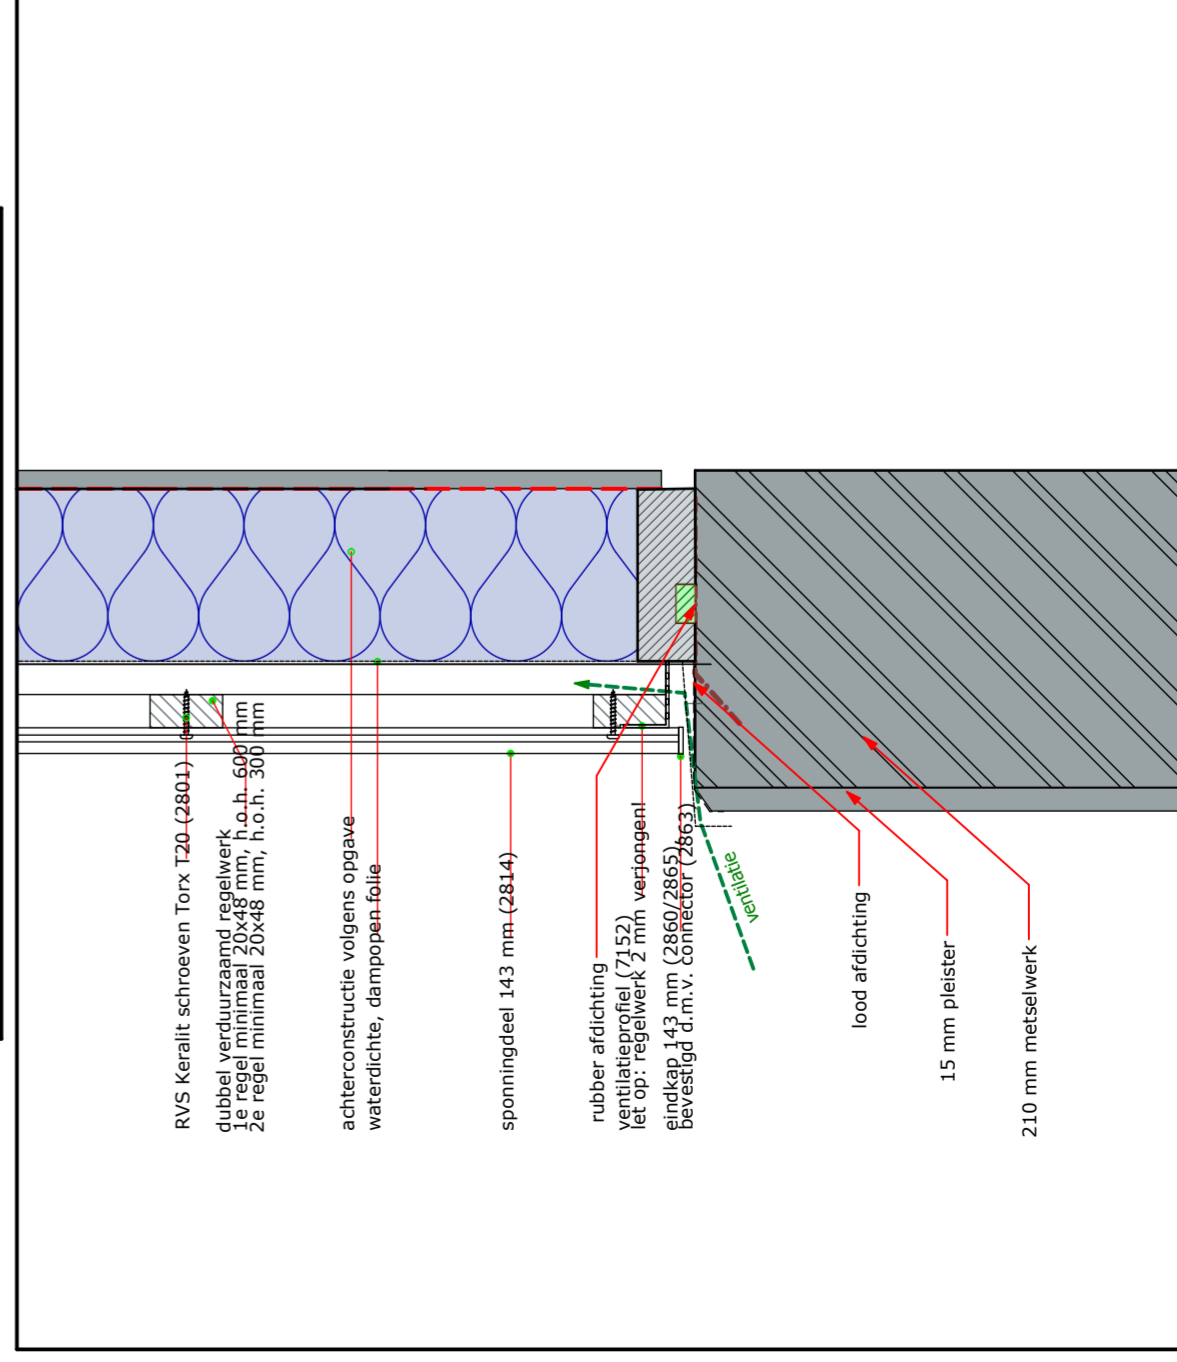 RVS Keralit schroeven Torx T20 (2801)
dubbel verduurzaamd regelwerk
1e regel minimaal 20x48 mm, h.o.h. 600 mm
2e regel minimaal 20x48 mm, h.o.h. 300 mm
achterconstructie volgens opgave
waterdichte, dampopen folie
sponningdeel 143 mm (2814)
rubber afdichting
ventilatieprofiel (7152)
let op: regelwerk 2 mm verjongen!
eindkap 143 mm (2860/2865),
bevestigd d.m.v. connector (2863)
ventilatie
lood afdichting
15 mm pleister
210 mm metselwerk